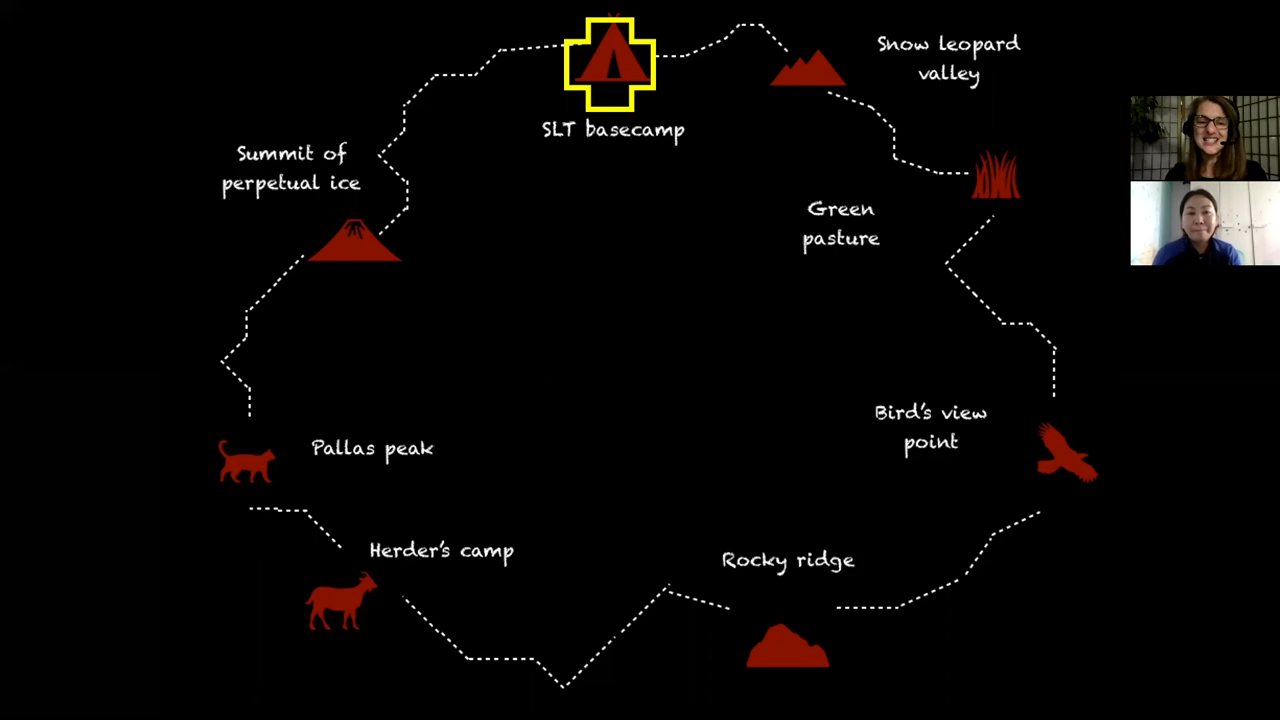 Snow leopard
valley
SLT basecamp
Summit of
perpetual ice
Green
pasture
Bird's view
point
Pallas peak
Herder's camp
Rocky ridge